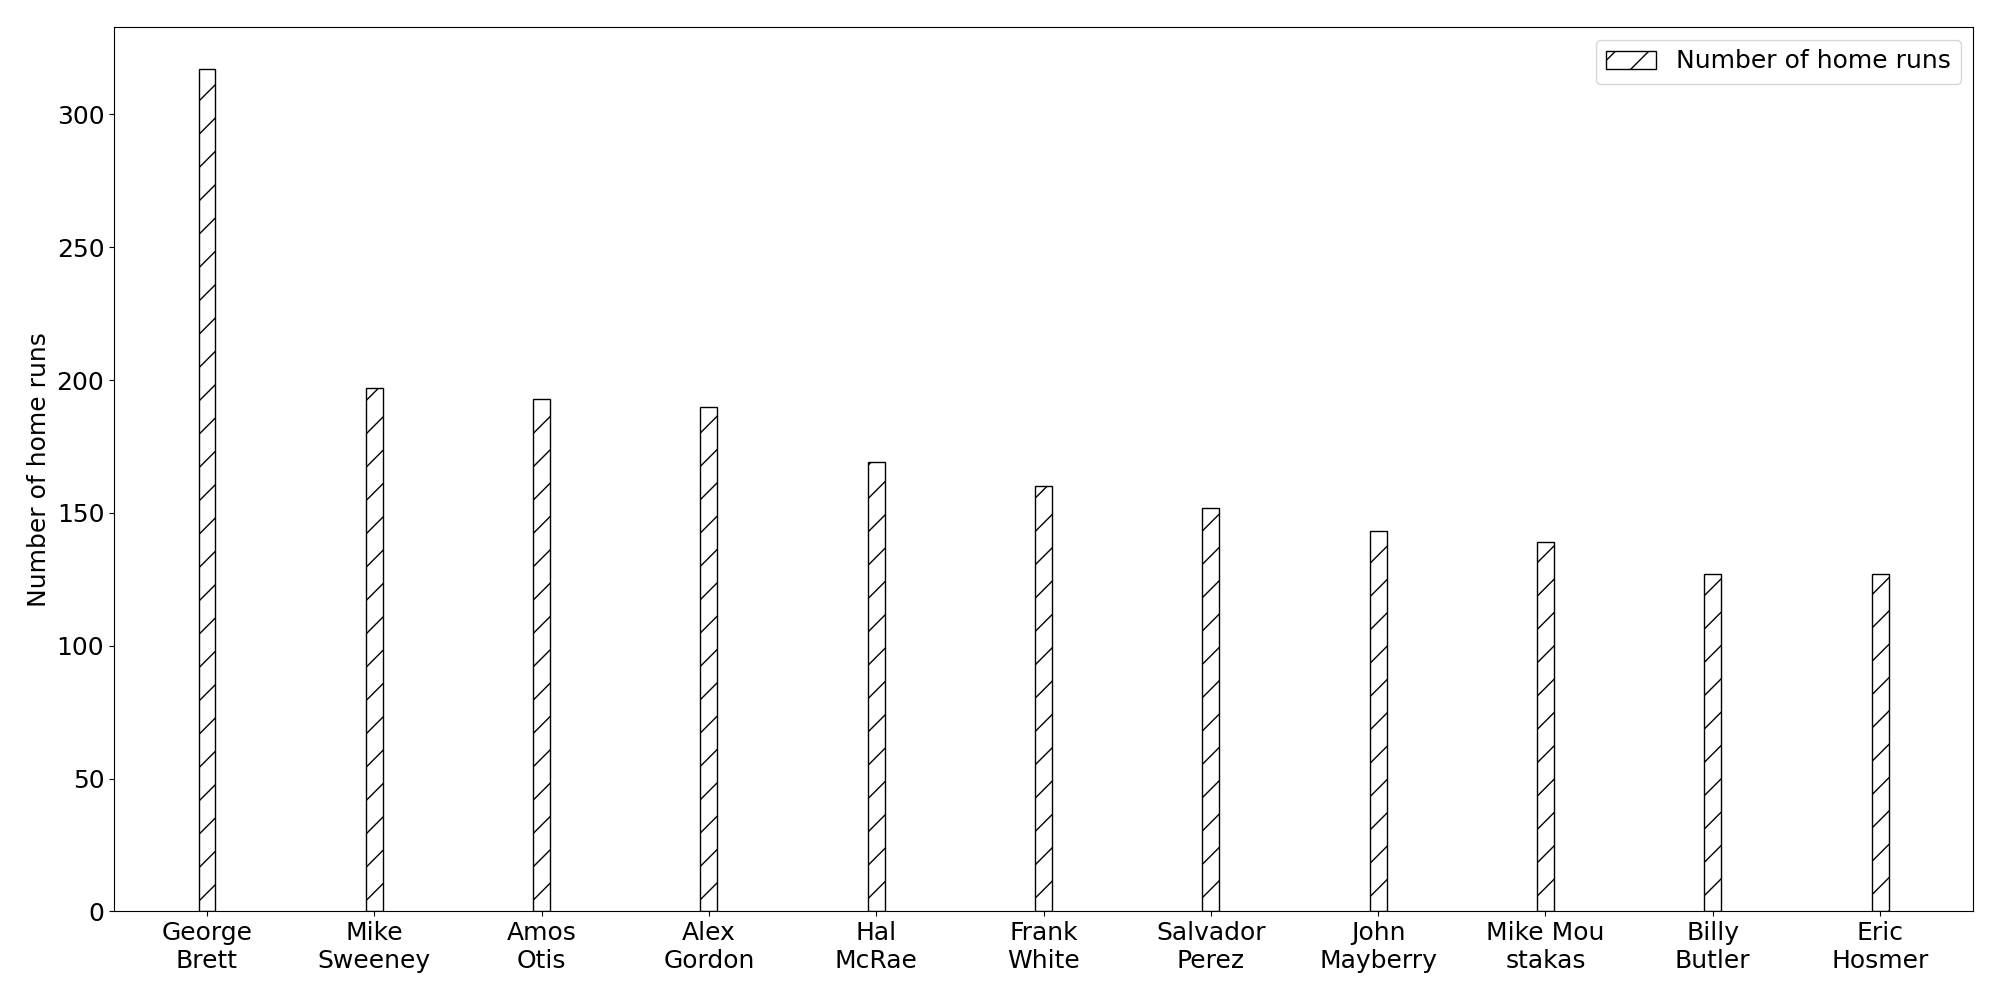 Number of home runs
300
250
200
150
100
50
0
Number of home runs
George
Brett
Mike
Sweeney
Amos
Otis
Alex
Gordon
Hal
McRae
Frank
White
Salvador
Perez
John
Mayberry
Mike Mou
stakas
Billy
Butler
Eric
Hosmer